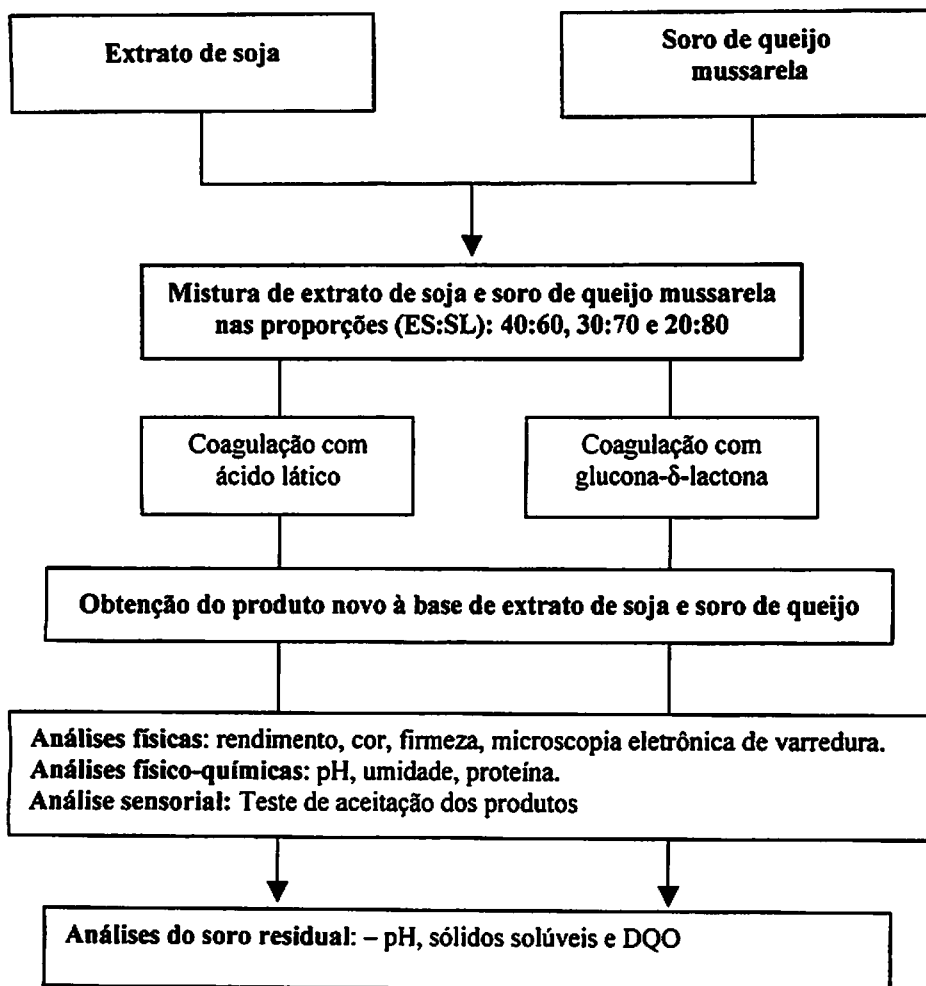 Extrato de soja
Soro de queijo
mussarela
Mistura de extrato de soja e soro de queijo mussarela
nas proporções (ES:SL): 40:60, 30:70 e 20:80
Coagulação com
ácido lático
Coagulação com
glucona-δ-lactona
Obtenção do produto novo à base de extrato de soja e soro de queijo
Análises físicas: rendimento, cor, firmeza, microscopia eletrônica de varredura.
Análises físico-químicas: pH, umidade, proteína.
Análise sensorial: Teste de aceitação dos produtos
Análises do soro residual: – pH, sólidos solúveis e DQO